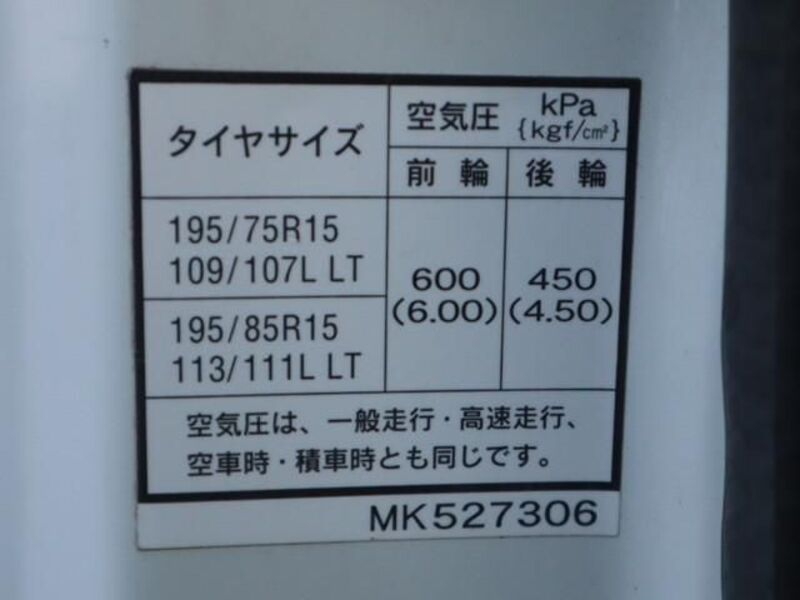 タイヤサイズ
空気圧 kPa
{kgf/cm²}
前輪 後輪
195/75R15
109/107L LT
600 450
(6.00) (4.50)
195/85R15
113/111L LT
空気圧は、一般走行・高速走行、
空車時・積車時とも同じです。
MK527306